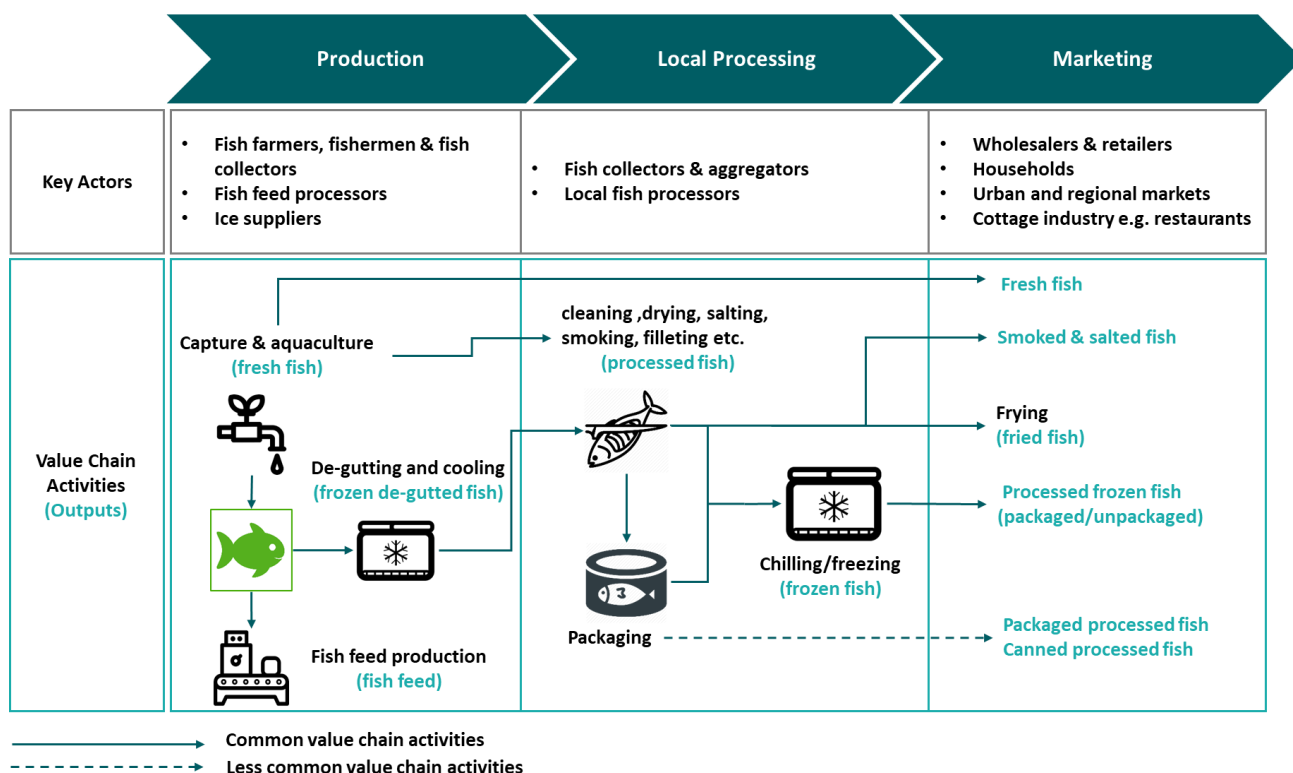 Production
Local Processing
Marketing
Key Actors
• Fish farmers, fishermen & fish
collectors
• Fish feed processors
• Ice suppliers
• Fish collectors & aggregators
• Local fish processors
• Wholesalers & retailers
• Households
• Urban and regional markets
• Cottage industry e.g. restaurants
Value Chain
Activities
(Outputs)
Capture & aquaculture
(fresh fish)
De-gutting and cooling
(frozen de-gutted fish)
Fish feed production
(fish feed)
cleaning ,drying, salting,
smoking, filleting etc.
(processed fish)
Packaging
Chilling/freezing
(frozen fish)
Fresh fish
Smoked & salted fish
Frying
(fried fish)
Processed frozen fish
(packaged/unpackaged)
Packaged processed fish
Canned processed fish
Common value chain activities
Less common value chain activities